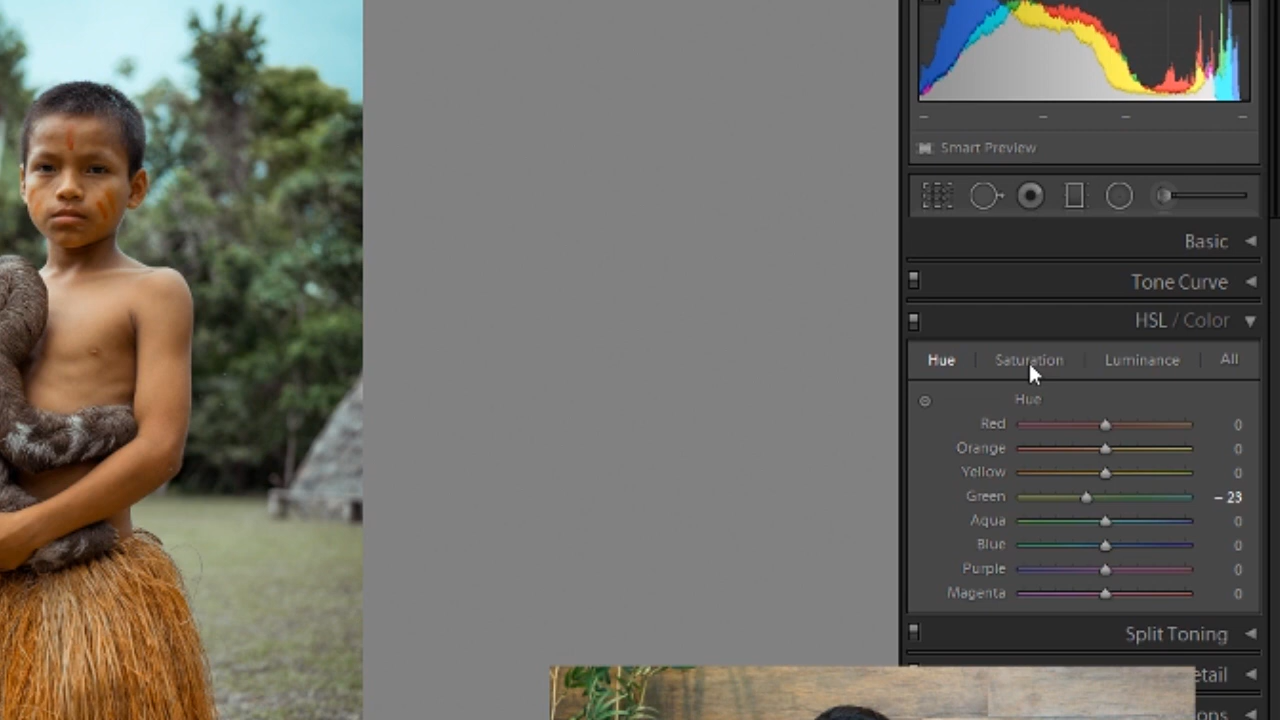 Smart Preview
Basic
Tone Curve
HSL / Color
Hue Saturation Luminance All
Hue
Red 0
Orange 0
Yellow 0
Green – 23
Aqua 0
Blue 0
Purple 0
Magenta 0
Split Toning
etail
ons